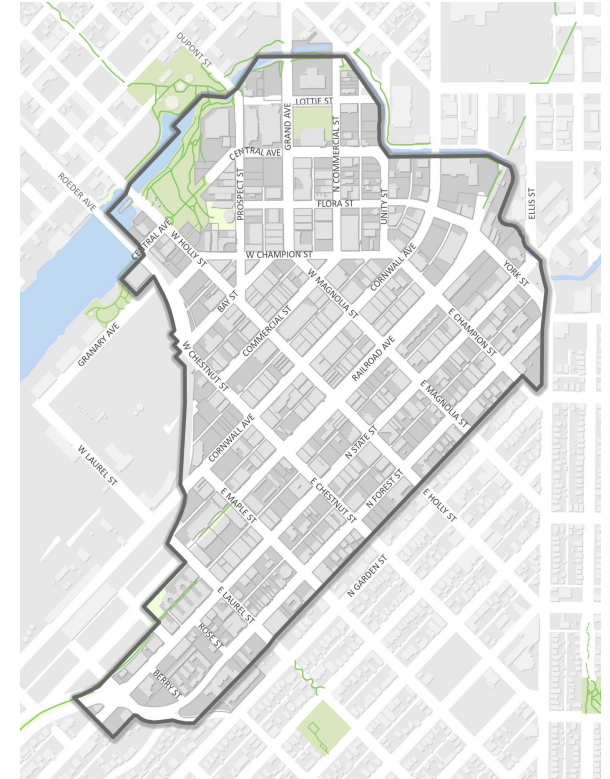 DUPONT ST
LOTTIE ST
GRAND AVE
N COMMERCIAL ST
CENTRAL AVE
ROEDER AVE
PROSPECT ST
FLORA ST
UNITY ST
ELLIS ST
CENTRAL AVE
W HOLLY ST
W CHAMPION ST
CORNWALL AVE
YORK ST
W MAGNOLIA ST
BAY ST
COMMERCIAL ST
E CHAMPION ST
GRANARY AVE
W CHESTNUT ST
RAILROAD AVE
E MAGNOLIA ST
CORNWALL AVE
N STATE ST
W LAUREL ST
E MAPLE ST
E CHESTNUT ST
N FOREST ST
E HOLLY ST
N GARDEN ST
E LAUREL ST
ROSE ST
BERRY ST